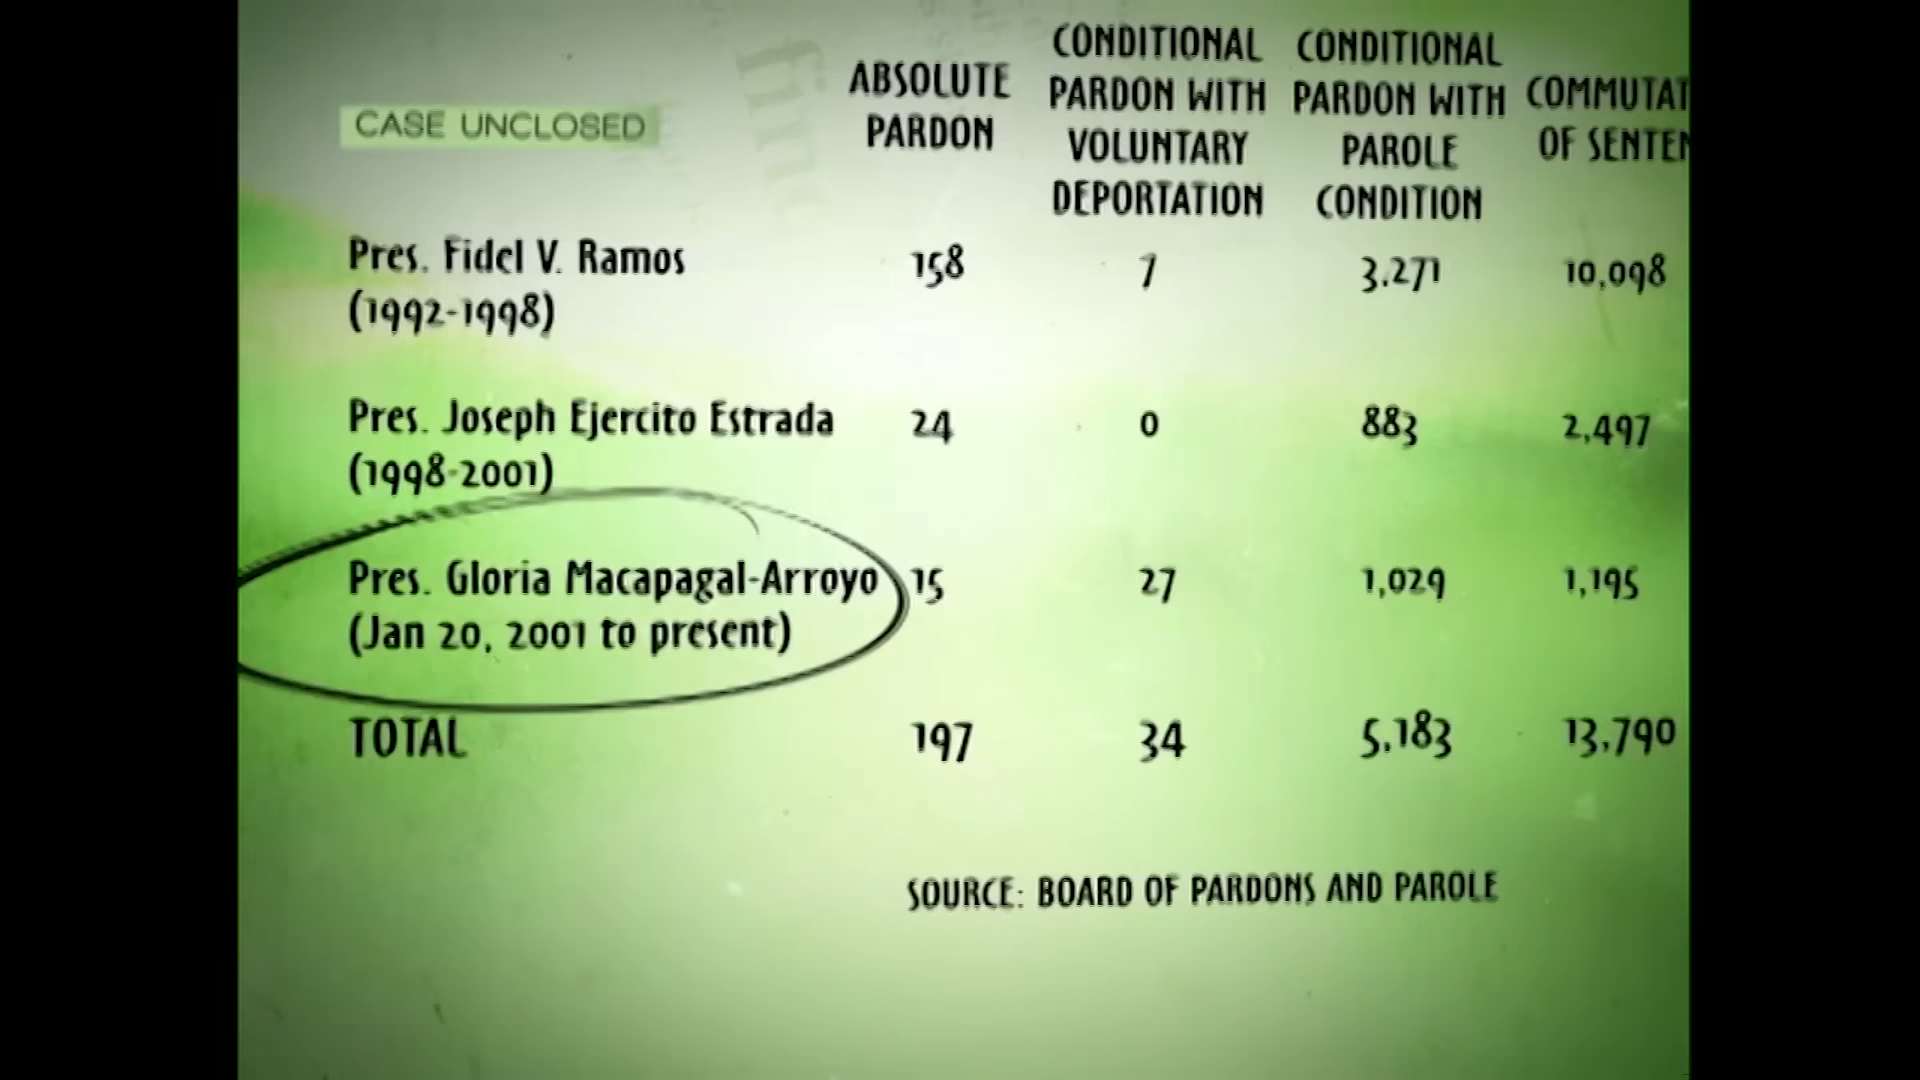 CASE UNCLOSED
ABSOLUTE
PARDON
CONDITIONAL
PARDON WITH
VOLUNTARY
DEPORTATION
CONDITIONAL
PARDON WITH
PAROLE
CONDITION
COMMUTAT
OF SENTEN
Pres. Fidel V. Ramos 158 7 3.271 10,098
(1992-1998)
Pres. Joseph Ejercito Estrada 24 0 883 2,497
(1998-2001)
Pres. Gloria Macapagal-Arroyo 15 27 1,029 1,195
(Jan 20, 2001 to present)
TOTAL 197 34 5,183 13,790
SOURCE: BOARD OF PARDONS AND PAROLE